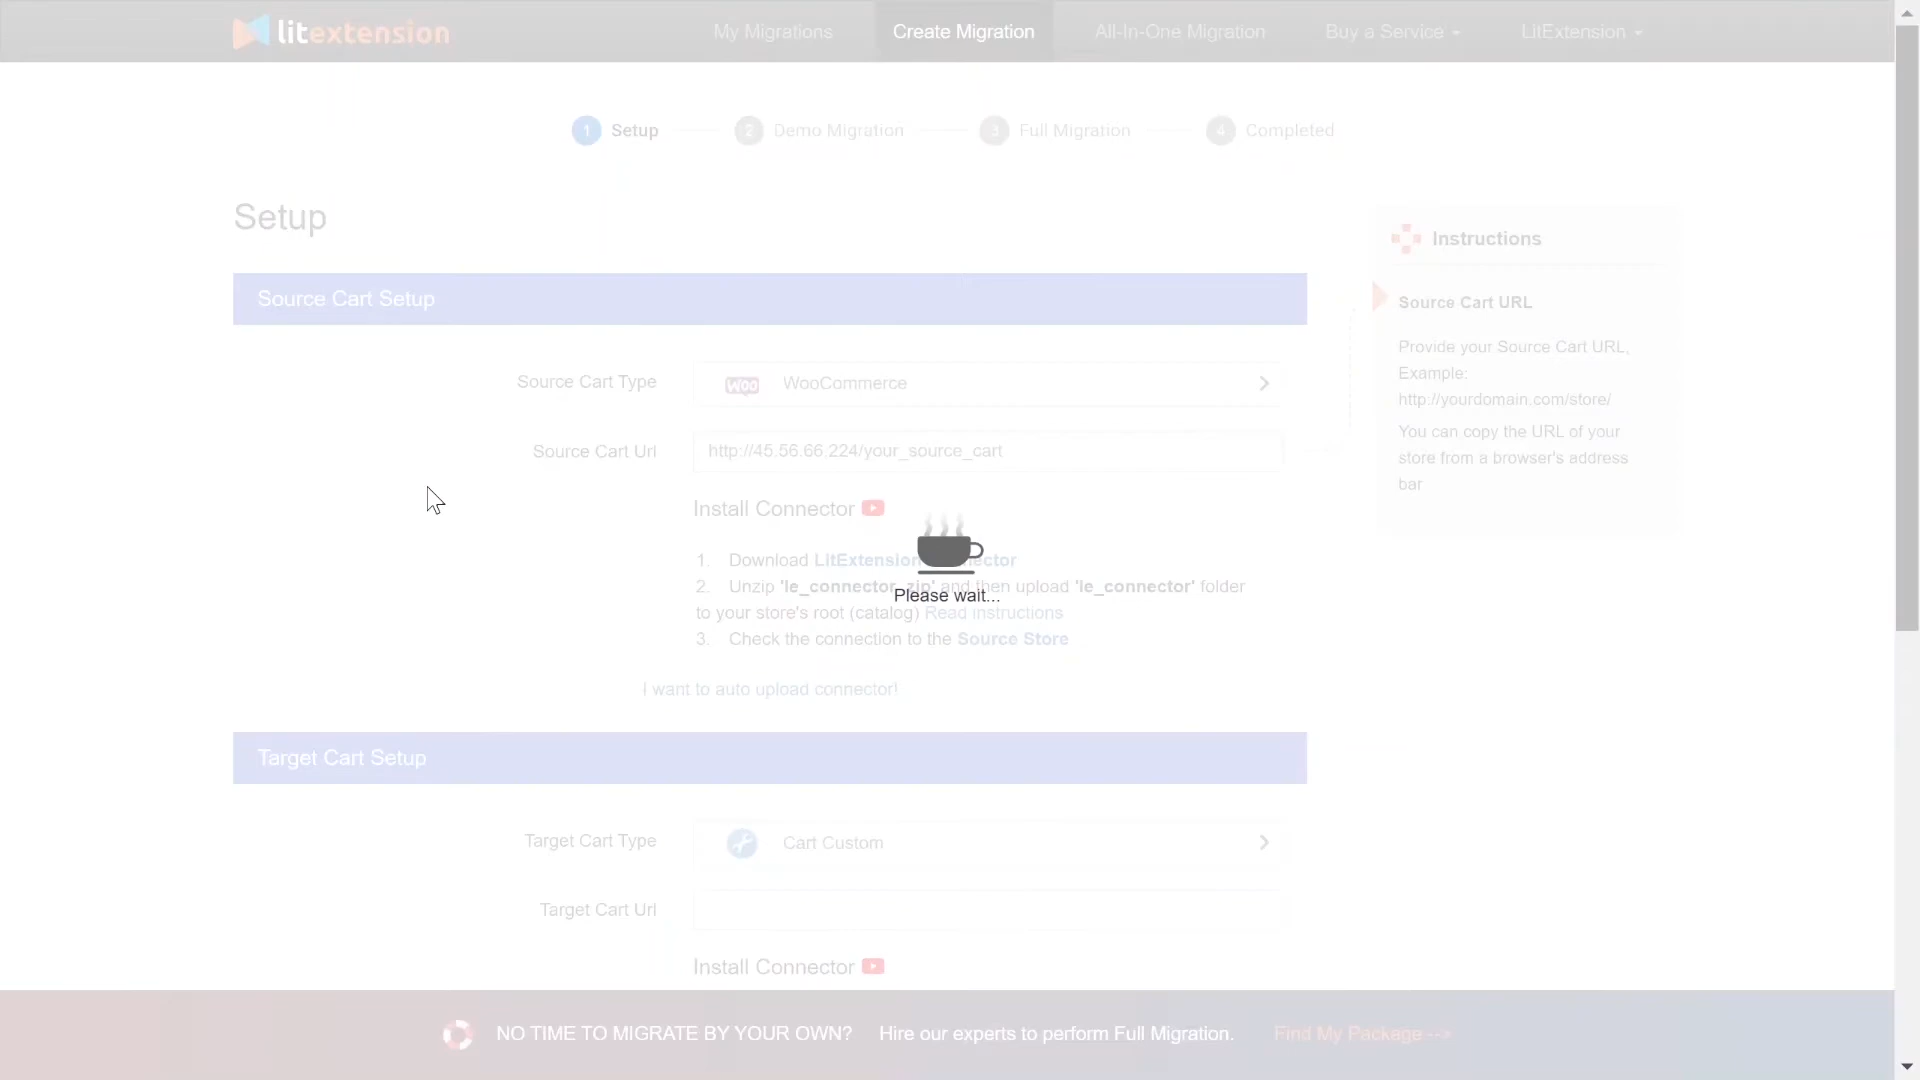 litextension
My Migrations
Create Migration
All-In-One Migration
Buy a Service
LitExtension
1 Setup
2 Demo Migration
3 Full Migration
4 Completed
Setup
Source Cart Setup
Source Cart Type
WOO WooCommerce
Source Cart Url
http://45.56.66.224/your_source_cart
Install Connector
1. Download LitExtension
2. Unzip 'le_connector_zip' and then upload 'le_connector' folder
to your store's root (catalog) Read instructions
3. Check the connection to the Source Store
I want to auto upload connector!
Please wait...
Instructions
Source Cart URL
Provide your Source Cart URL,
Example:
http://yourdomain.com/store/
You can copy the URL of your
store from a browser's address
bar
Target Cart Setup
Target Cart Type
Cart Custom
Target Cart Url
Install Connector
NO TIME TO MIGRATE BY YOUR OWN? Hire our experts to perform Full Migration. Find My Package -->